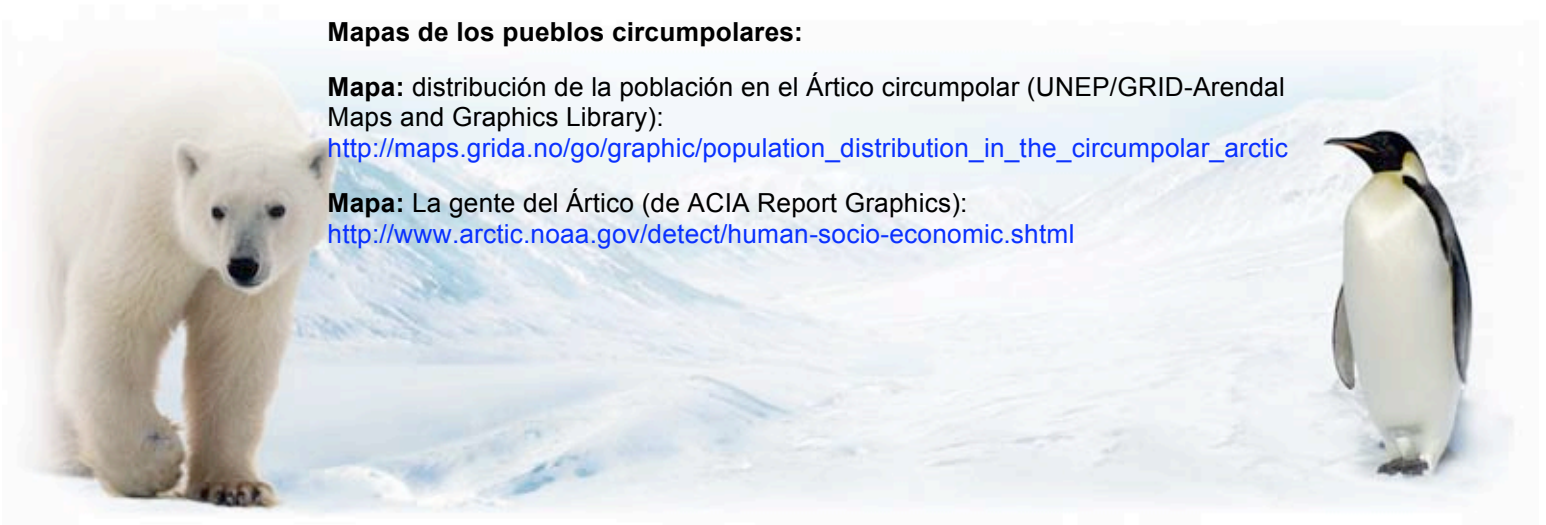 Mapas de los pueblos circumpolares:
Mapa: distribución de la población en el Ártico circumpolar (UNEP/GRID-Arendal
Maps and Graphics Library):
http://maps.grida.no/go/graphic/population_distribution_in_the_circumpolar_arctic
Mapa: La gente del Ártico (de ACIA Report Graphics):
http://www.arctic.noaa.gov/detect/human-socio-economic.shtml